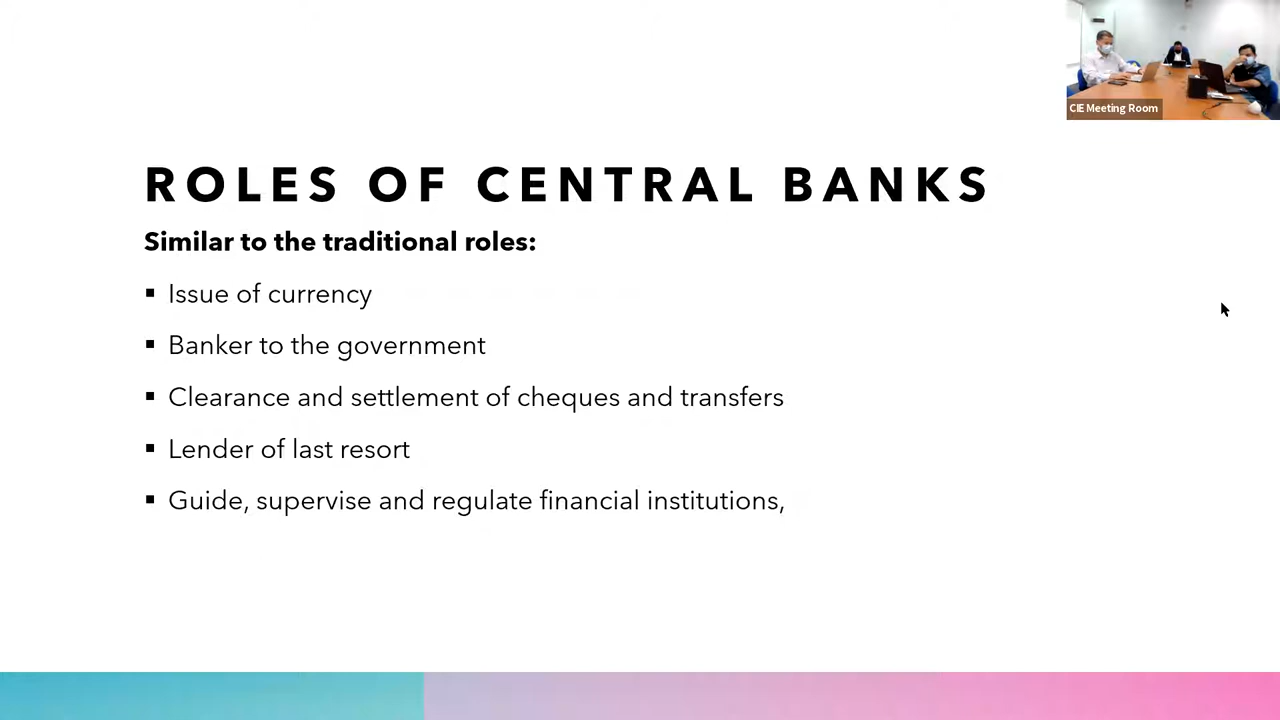 CIE Meeting Room
ROLES OF CENTRAL BANKS
Similar to the traditional roles:
▪ Issue of currency
▪ Banker to the government
▪ Clearance and settlement of cheques and transfers
▪ Lender of last resort
▪ Guide, supervise and regulate financial institutions,